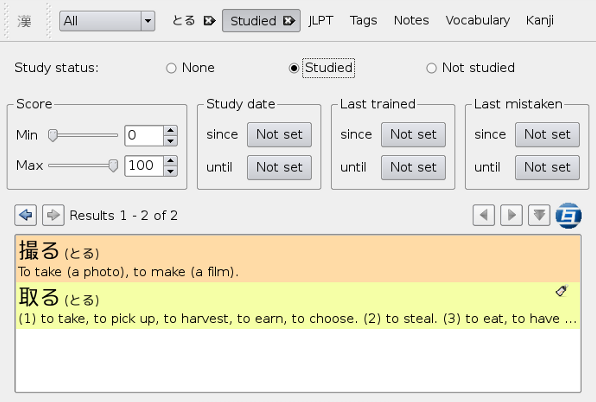 漢 All とる Studied JLPT Tags Notes Vocabulary Kanji
Study status: None Studied Not studied
Score Study date Last trained Last mistaken
Min 0 since Not set since Not set since Not set
Max 100 until Not set until Not set until Not set
Results 1 - 2 of 2
撮る (とる)
To take (a photo), to make (a film).
取る (とる)
(1) to take, to pick up, to harvest, to earn, to choose. (2) to steal. (3) to eat, to have ...